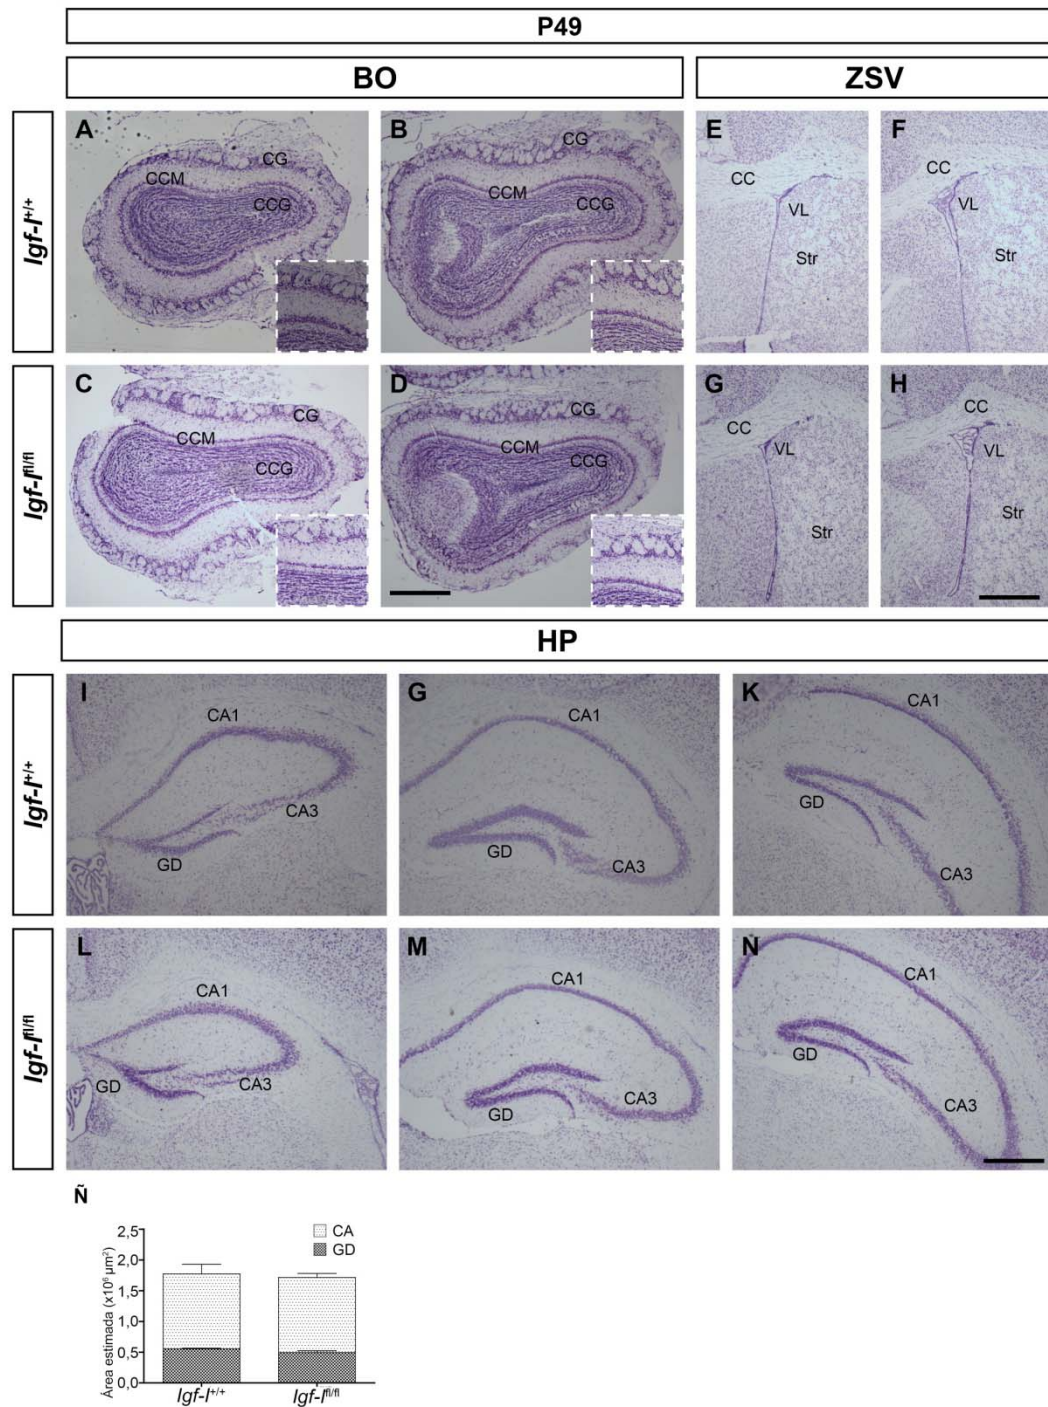 P49
BO
ZSV
Igf-I+/+
A
CG
CCM
CCG
B
CG
CCM
CCG
E
CC
VL
Str
F
CC
VL
Str
Igf-Ifl/fl
C
CG
CCM
CCG
D
CG
CCM
CCG
G
CC
VL
Str
H
CC
VL
Str
HP
Igf-I+/+
I
CA1
CA3
GD
G
CA1
GD
CA3
K
CA1
GD
CA3
Igf-Ifl/fl
L
CA1
GD
CA3
M
CA1
GD
CA3
N
CA1
GD
CA3
Ñ
Área estimada (x10⁶ µm²)
2,5
2,0
1,5
1,0
0,5
0,0
CA
GD
Igf-I+/+
Igf-Ifl/fl